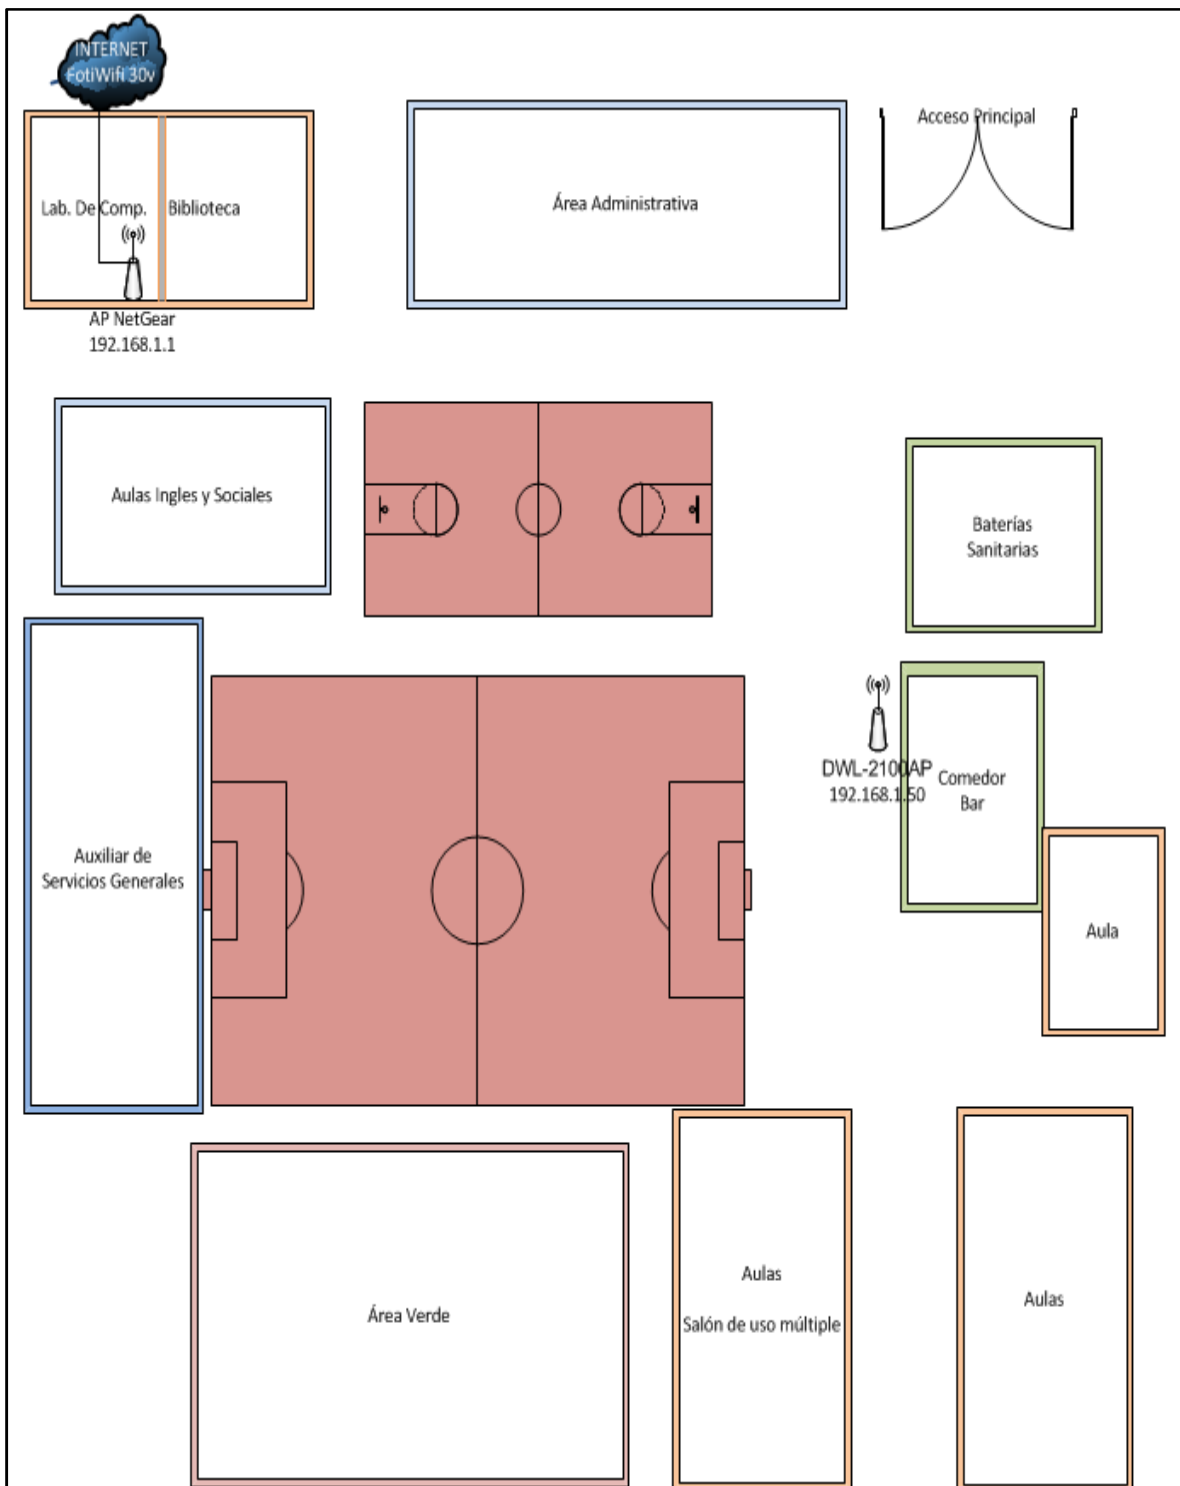 INTERNET
FotiWifi 30v
Acceso Principal
Área Administrativa
Lab. De Comp.
Biblioteca
AP NetGear
192.168.1.1
Aulas Ingles y Sociales
Baterías
Sanitarias
DWL-2100AP
192.168.1.50
Comedor
Bar
Auxiliar de
Servicios Generales
Aula
Aulas
Salón de uso múltiple
Aulas
Área Verde